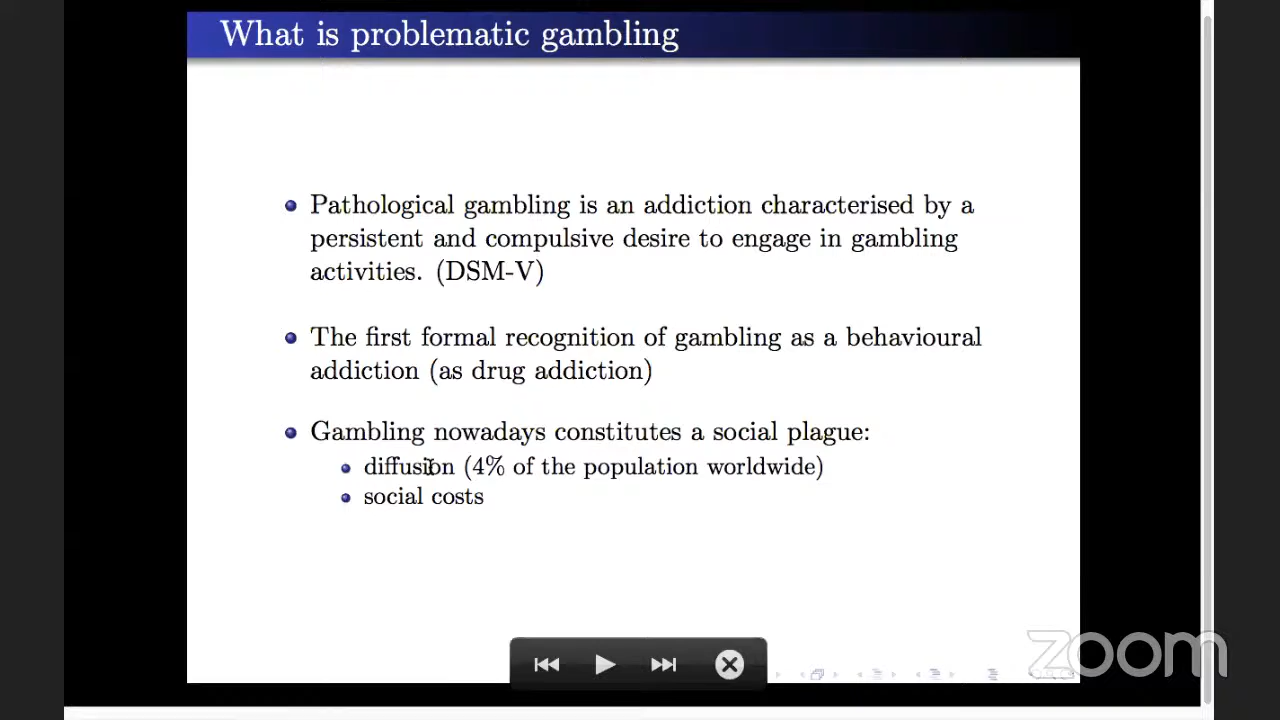 What is problematic gambling
Pathological gambling is an addiction characterised by a
persistent and compulsive desire to engage in gambling
activities. (DSM-V)
The first formal recognition of gambling as a behavioural
addiction (as drug addiction)
Gambling nowadays constitutes a social plague:
diffusion (4% of the population worldwide)
social costs
zoom